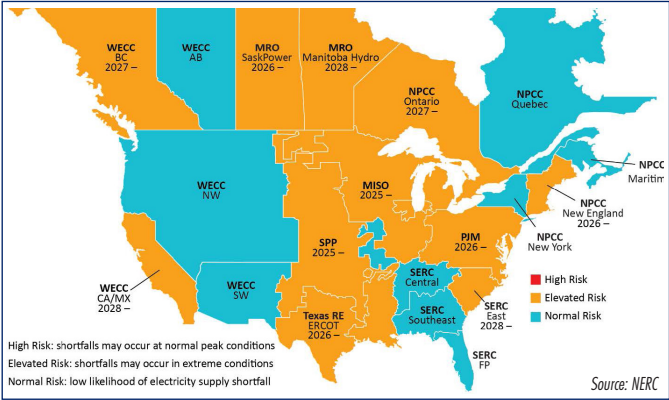 WECC
BC
2027 –
WECC
AB
MRO
SaskPower
2026 –
MRO
Manitoba Hydro
2028 –
NPCC
Ontario
2027 –
NPCC
Quebec
NPCC
Maritim
WECC
NW
MISO
2025 –
NPCC
New England
2026 –
NPCC
New York
SPP
2025 –
PJM
2026 –
WECC
CA/MX
2028 –
WECC
SW
SERC
Central
SERC
Southeast
SERC
East
2028 –
Texas RE
ERCOT
2026 –
SERC
FP
High Risk
Elevated Risk
Normal Risk
High Risk: shortfalls may occur at normal peak conditions
Elevated Risk: shortfalls may occur in extreme conditions
Normal Risk: low likelihood of electricity supply shortfall
Source: NERC